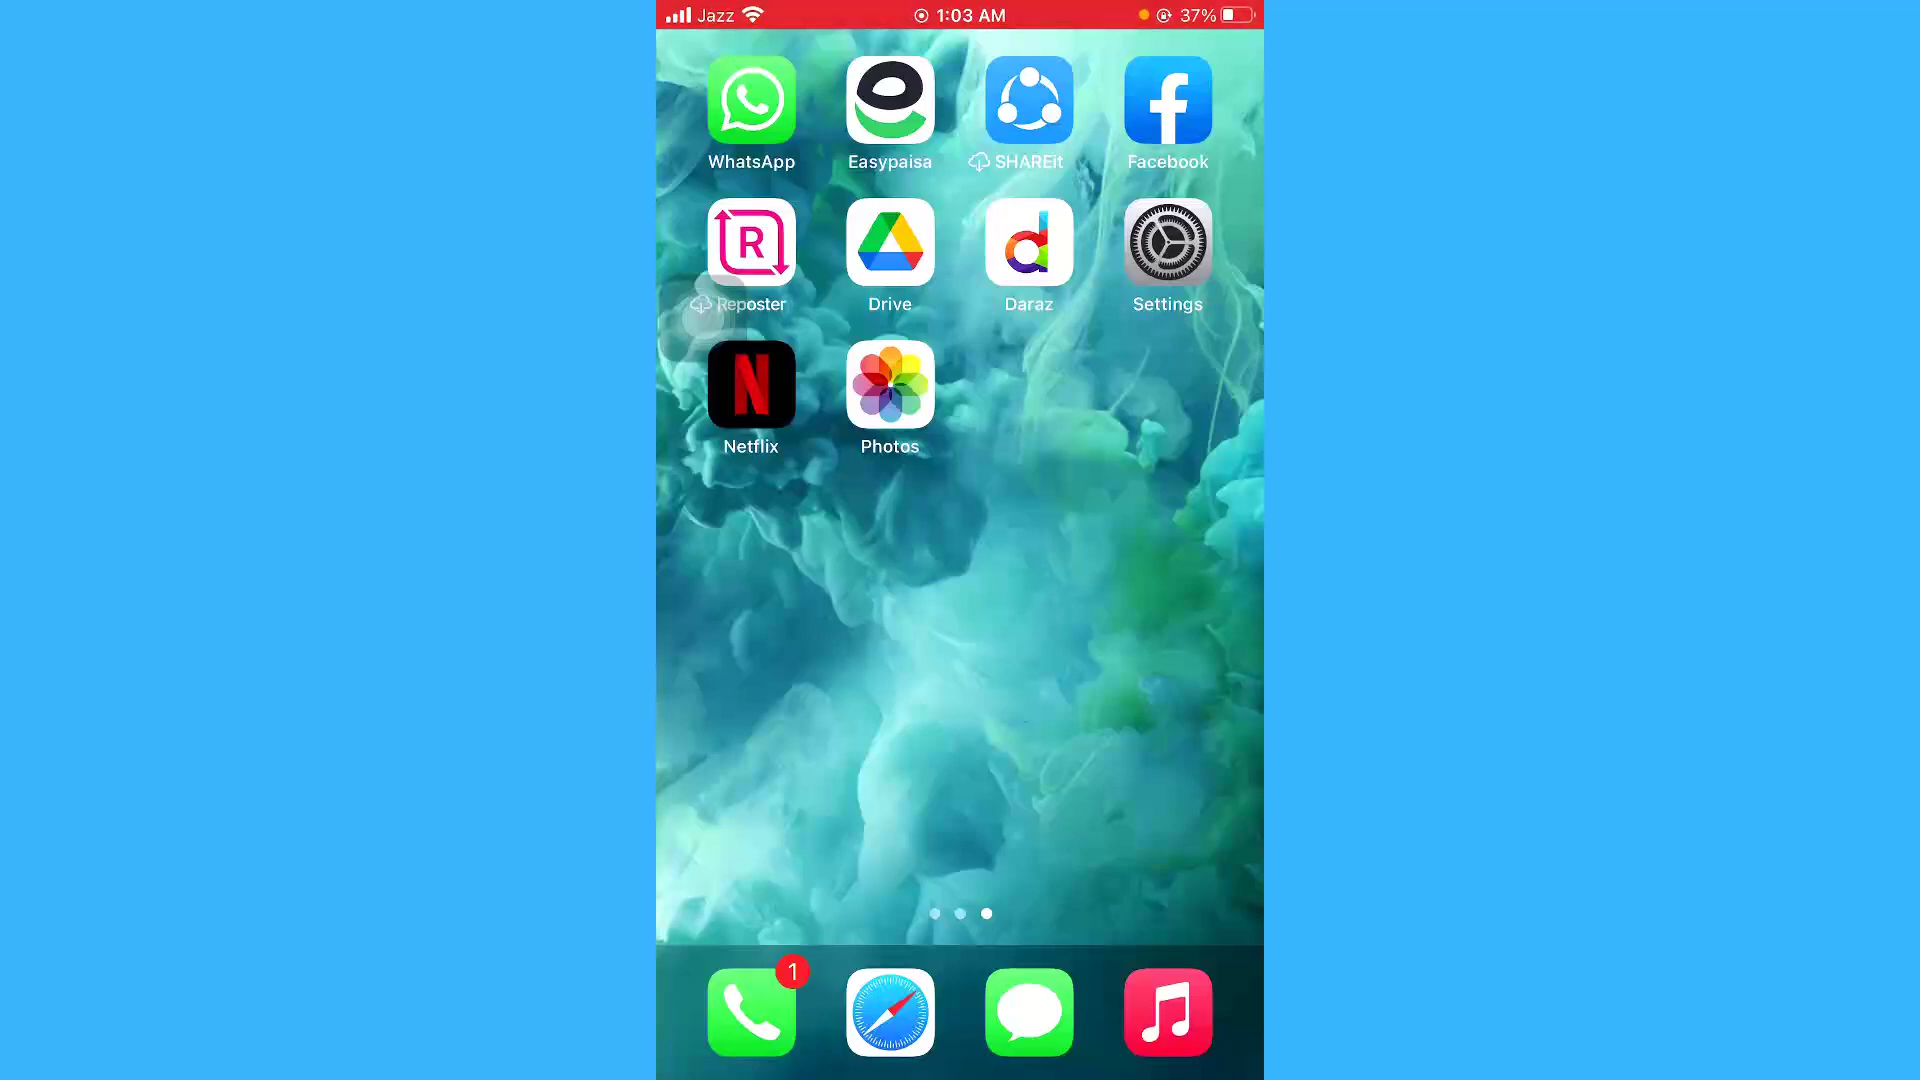 Jazz 1:03 AM 37%
WhatsApp Easypaisa SHAREit Facebook
R
Reposter Drive Daraz Settings
N
Netflix Photos
1